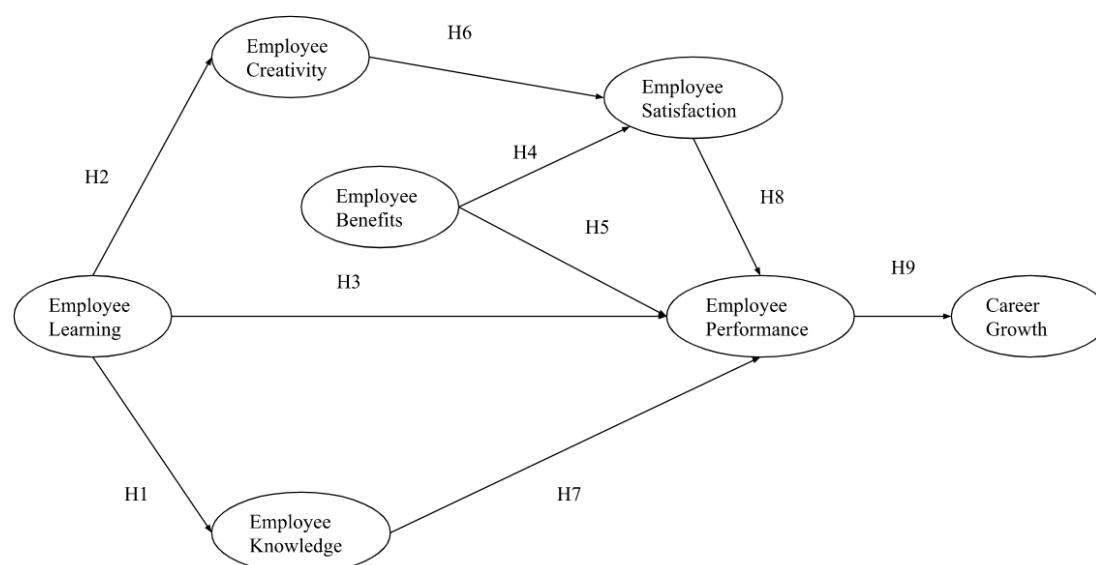 Employee
Creativity
H6
Employee
Satisfaction
H2
H4
Employee
Benefits
H8
H5
H3
H9
Employee
Learning
Employee
Performance
Career
Growth
H1
H7
Employee
Knowledge